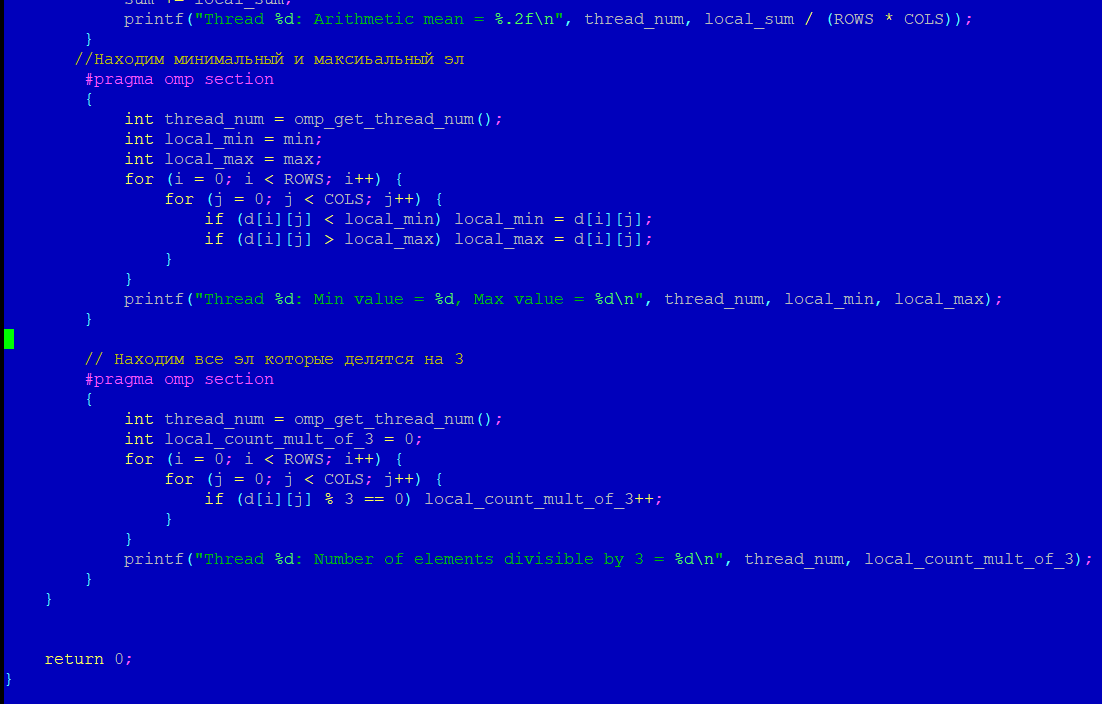 sum += local_sum;
printf("Thread %d: Arithmetic mean = %.2f\n", thread_num, local_sum / (ROWS * COLS));
}
//Находим минимальный и максиьальный эл
#pragma omp section
{
int thread_num = omp_get_thread_num();
int local_min = min;
int local_max = max;
for (i = 0; i < ROWS; i++) {
for (j = 0; j < COLS; j++) {
if (d[i][j] < local_min) local_min = d[i][j];
if (d[i][j] > local_max) local_max = d[i][j];
}
}
printf("Thread %d: Min value = %d, Max value = %d\n", thread_num, local_min, local_max);
}
// Находим все эл которые делятся на 3
#pragma omp section
{
int thread_num = omp_get_thread_num();
int local_count_mult_of_3 = 0;
for (i = 0; i < ROWS; i++) {
for (j = 0; j < COLS; j++) {
if (d[i][j] % 3 == 0) local_count_mult_of_3++;
}
}
printf("Thread %d: Number of elements divisible by 3 = %d\n", thread_num, local_count_mult_of_3);
}
}
return 0;
}